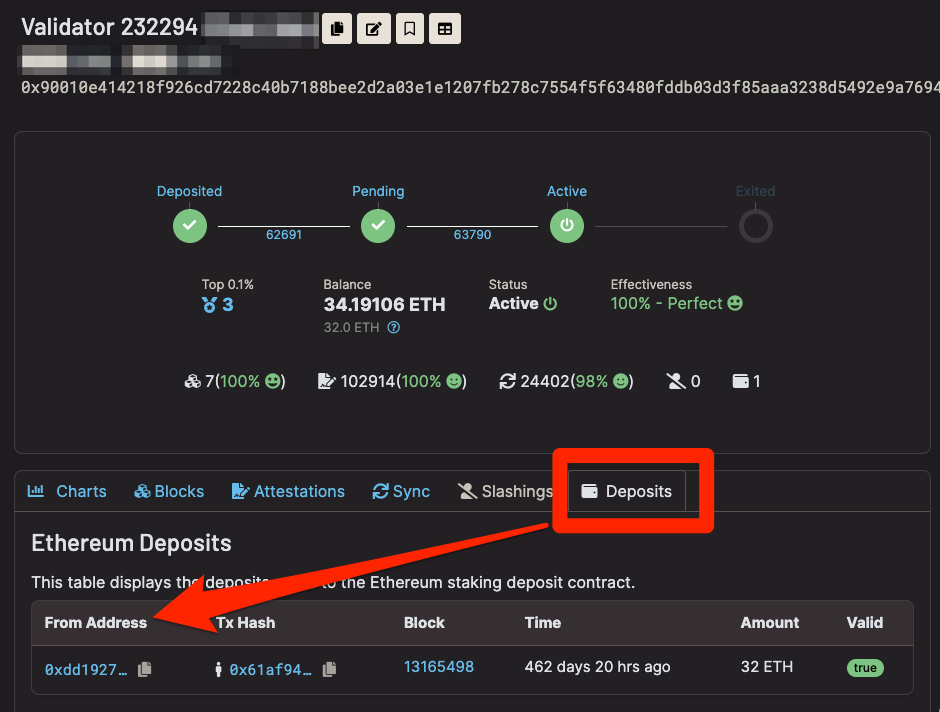 Validator 232294
0x90010e414218f926cd7228c40b7188bee2d2a03e1e1207fb278c7554f5f63480fddb03d3f85aaa3238d5492e9a7694
Deposited Pending Active Exited
62691 63790
Top 0.1% Balance Status Effectiveness
3 34.19106 ETH Active 100% - Perfect
32.0 ETH
7(100%) 102914(100%) 24402(98%) 0 1
Charts Blocks Attestations Sync Slashings Deposits
Ethereum Deposits
This table displays the deposits to the Ethereum staking deposit contract.
From Address Tx Hash Block Time Amount Valid
0xdd1927… 0x61af94… 13165498 462 days 20 hrs ago 32 ETH true